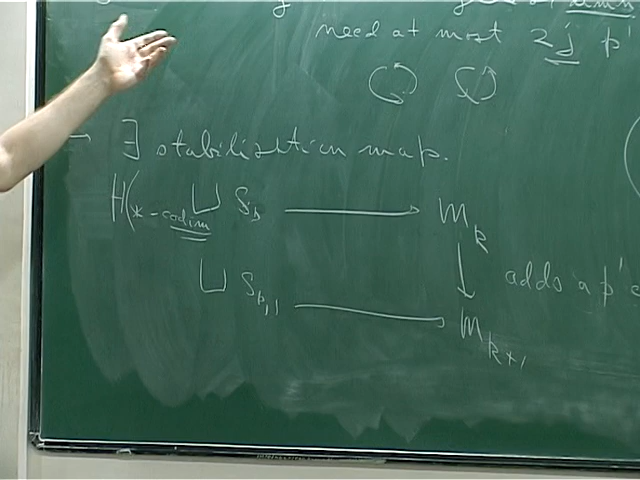 need at most 2j p'
∃ stabilization map.
H(*-codim ⊔ S_b → M_k
adds a p'
⊔ S_{b,1} → M_{k+1}